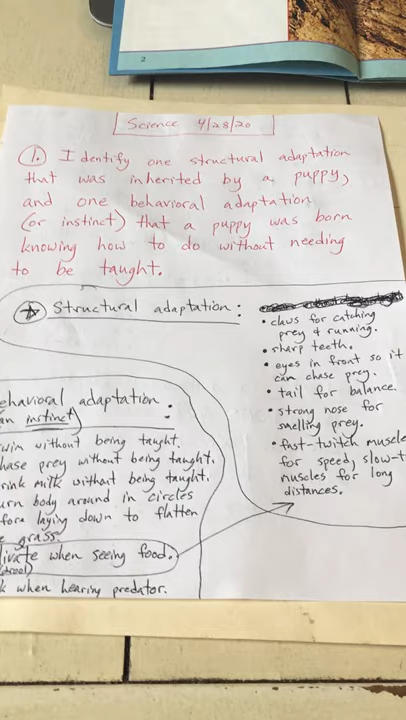 2
Science 4/28/20
1. Identify one structural adaptation
that was inherited by a puppy,
and one behavioral adaptation
(or instinct) that a puppy was born
knowing how to do without needing
to be taught.
Structural adaptation:
• claws for catching
prey & running.
• sharp teeth.
• eyes in front so it
can chase prey.
• tail for balance.
• strong nose for
smelling prey.
• fast-twitch muscle
for speed, slow-t
muscles for long
distances.
ehavioral adaptation:
an instinct)
wim without being taught.
hase prey without being taught.
rink milk without being taught.
urn body around in circles
fore laying down to flatten
e grass.
livate when seeing food.
drool)
k when hearing predator.